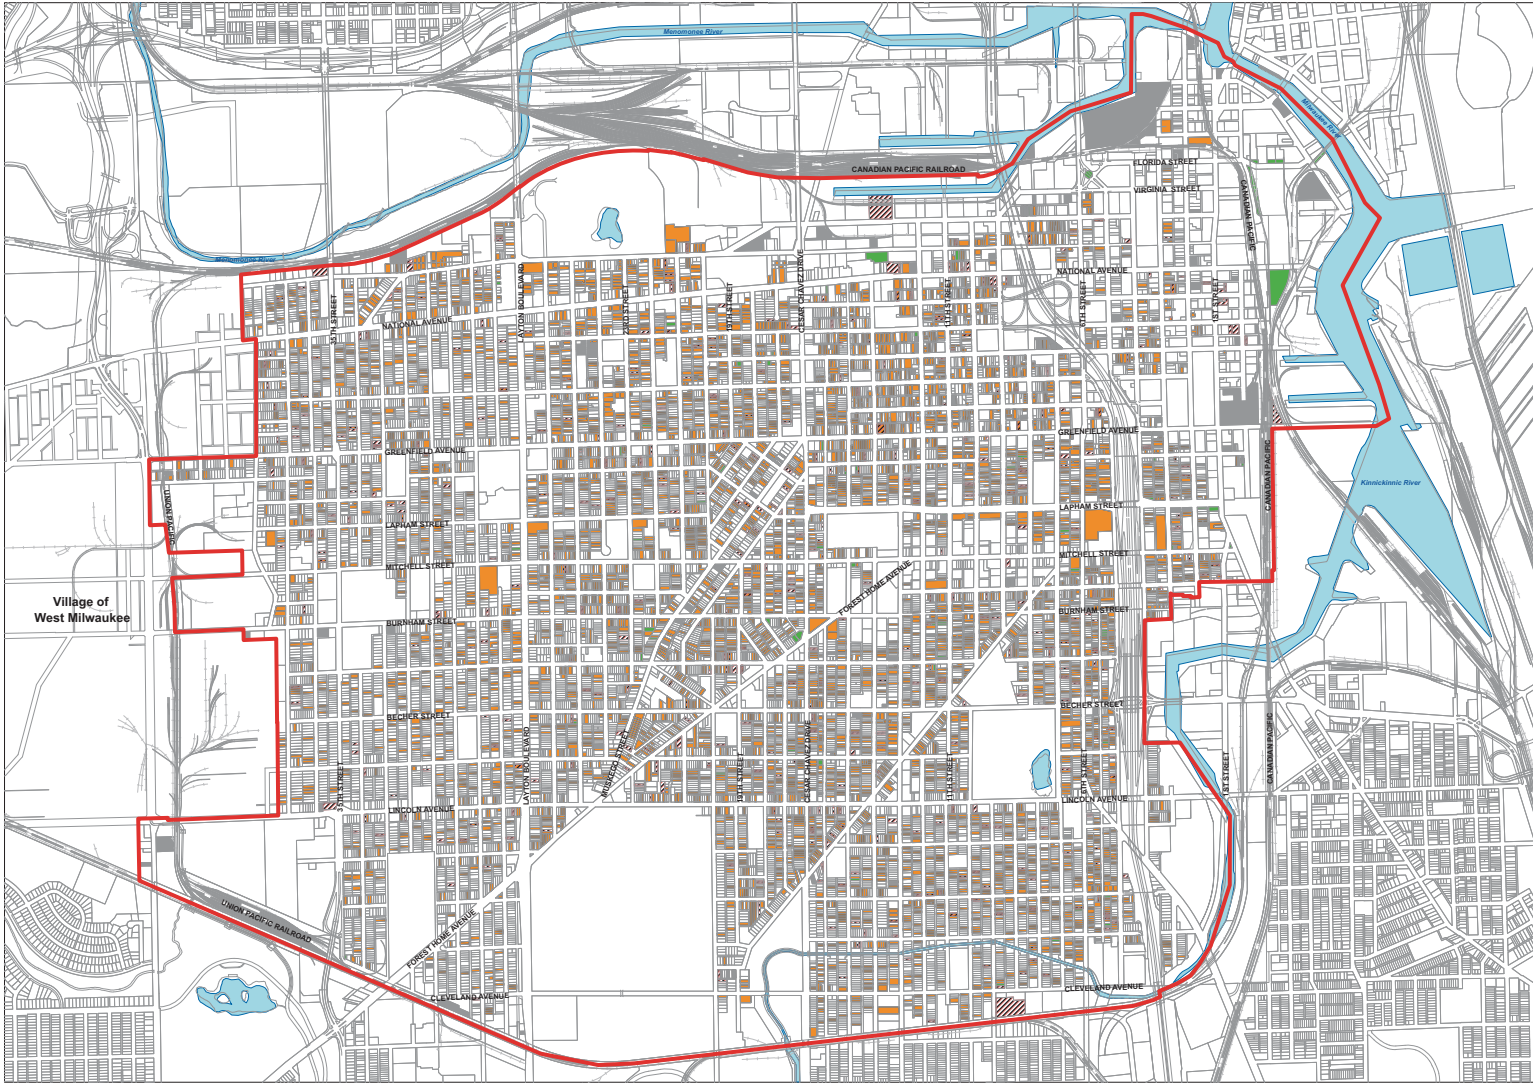 Menomonee River
Milwaukee River
CANADIAN PACIFIC RAILROAD
FLORIDA STREET
VIRGINIA STREET
CANADIAN PACIFIC
Menomonee River
NATIONAL AVENUE
LAYTON BOULEVARD
CESAR CHAVEZ DRIVE
35TH STREET
NATIONAL AVENUE
23RD STREET
19TH STREET
11TH STREET
6TH STREET
1ST STREET
GREENFIELD AVENUE
GREENFIELD AVENUE
CANADIAN PACIFIC
Kinnickinnic River
UNION PACIFIC
LAPHAM STREET
LAPHAM STREET
MITCHELL STREET
MITCHELL STREET
FOREST HOME AVENUE
Village of
West Milwaukee
BURNHAM STREET
BURNHAM STREET
BECHER STREET
BECHER STREET
LAYTON BOULEVARD
CESAR CHAVEZ DRIVE
CANADIAN PACIFIC
35TH STREET
19TH STREET
11TH STREET
6TH STREET
1ST STREET
LINCOLN AVENUE
LINCOLN AVENUE
UNION PACIFIC RAILROAD
FOREST HOME AVENUE
CLEVELAND AVENUE
CLEVELAND AVENUE